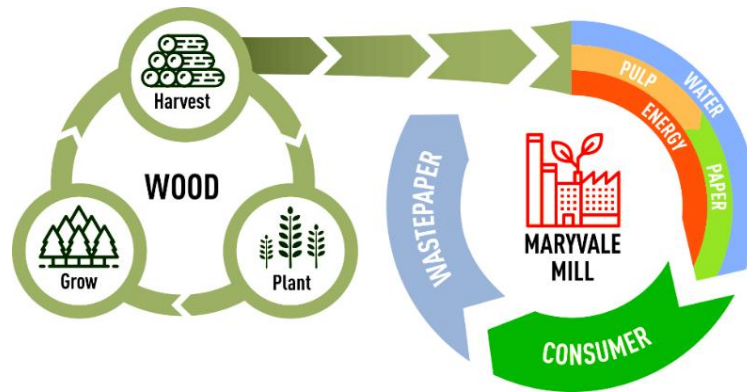 Harvest
WOOD
Grow
Plant
WATER
PULP
ENERGY
PAPER
WASTEPAPER
MARYVALE
MILL
CONSUMER